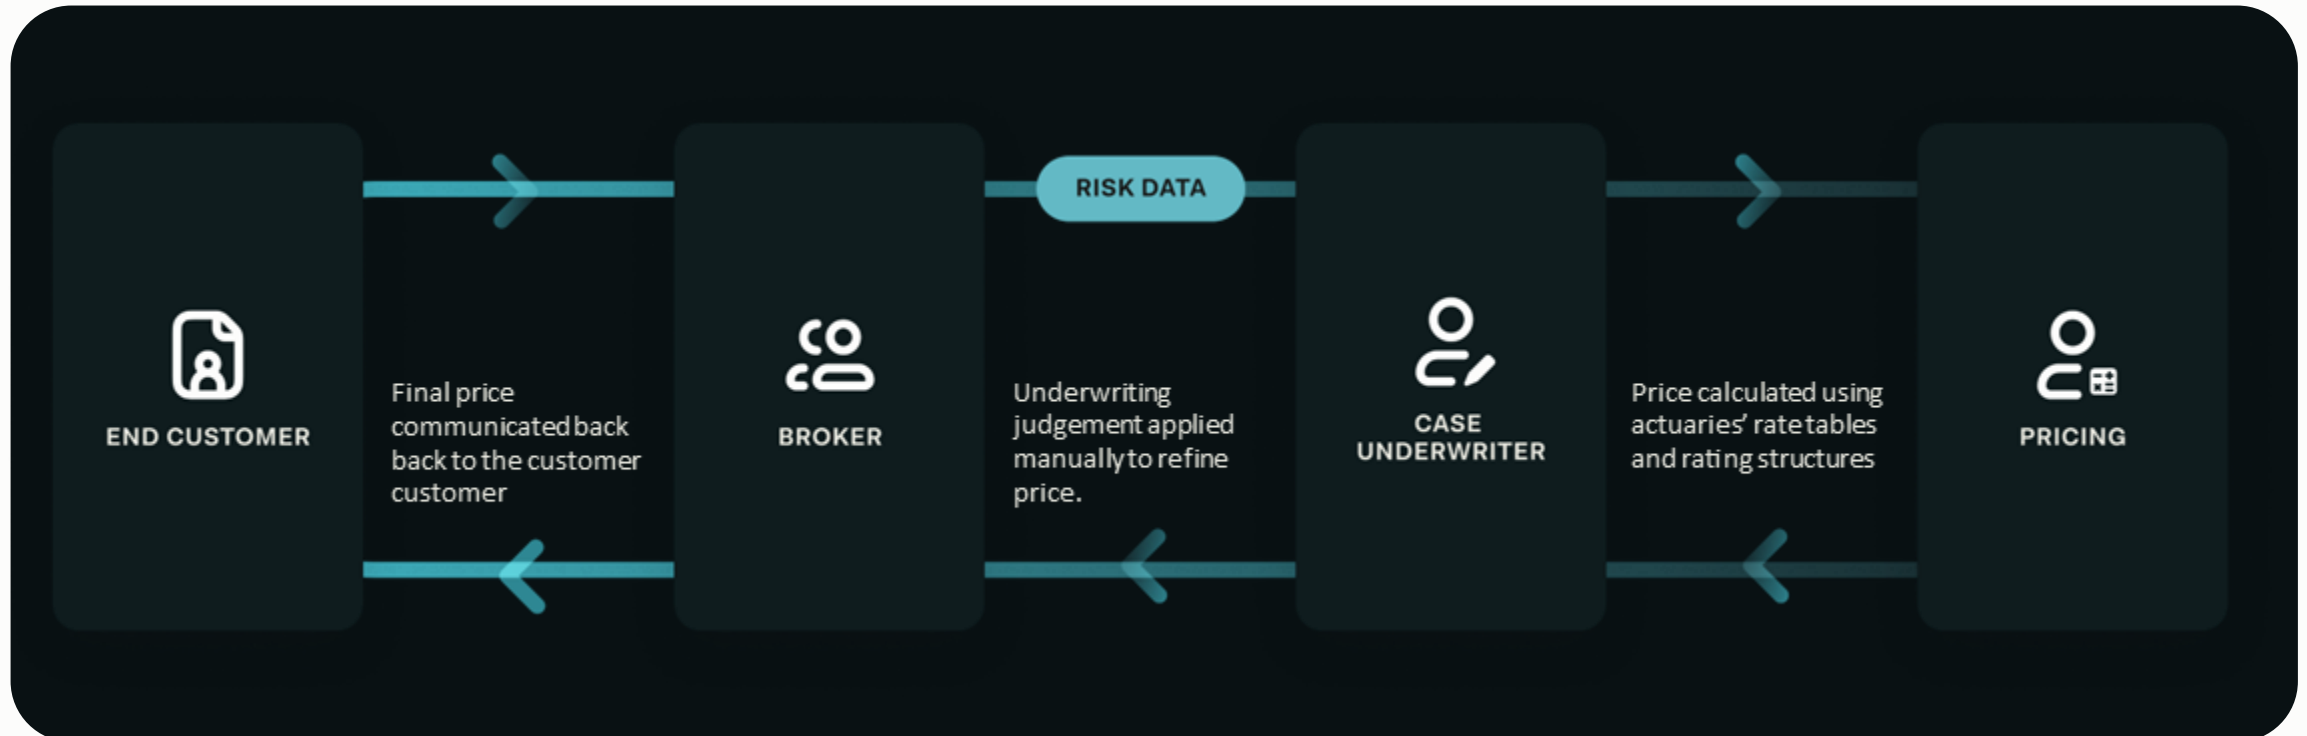 RISK DATA
END CUSTOMER
Final price
communicated back
back to the customer
customer
BROKER
Underwriting
judgement applied
manually to refine
price.
CASE
UNDERWRITER
Price calculated using
actuaries’ rate tables
and rating structures
PRICING